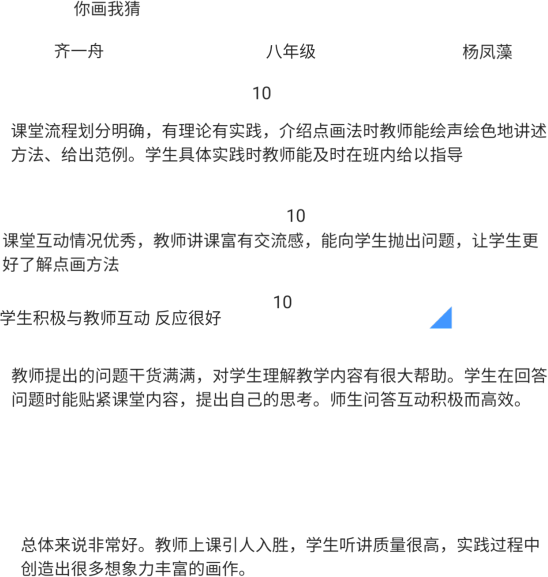 你画我猜
齐一舟 八年级 杨凤藻
10
课堂流程划分明确，有理论有实践，介绍点画法时教师能绘声绘色地讲述
方法、给出范例。学生具体实践时教师能及时在班内给以指导
10
课堂互动情况优秀，教师讲课富有交流感，能向学生抛出问题，让学生更
好了解点画方法
10
学生积极与教师互动 反应很好
教师提出的问题干货满满，对学生理解教学内容有很大帮助。学生在回答
问题时能贴紧课堂内容，提出自己的思考。师生问答互动积极而高效。
总体来说非常好。教师上课引人入胜，学生听讲质量很高，实践过程中
创造出很多想象力丰富的画作。